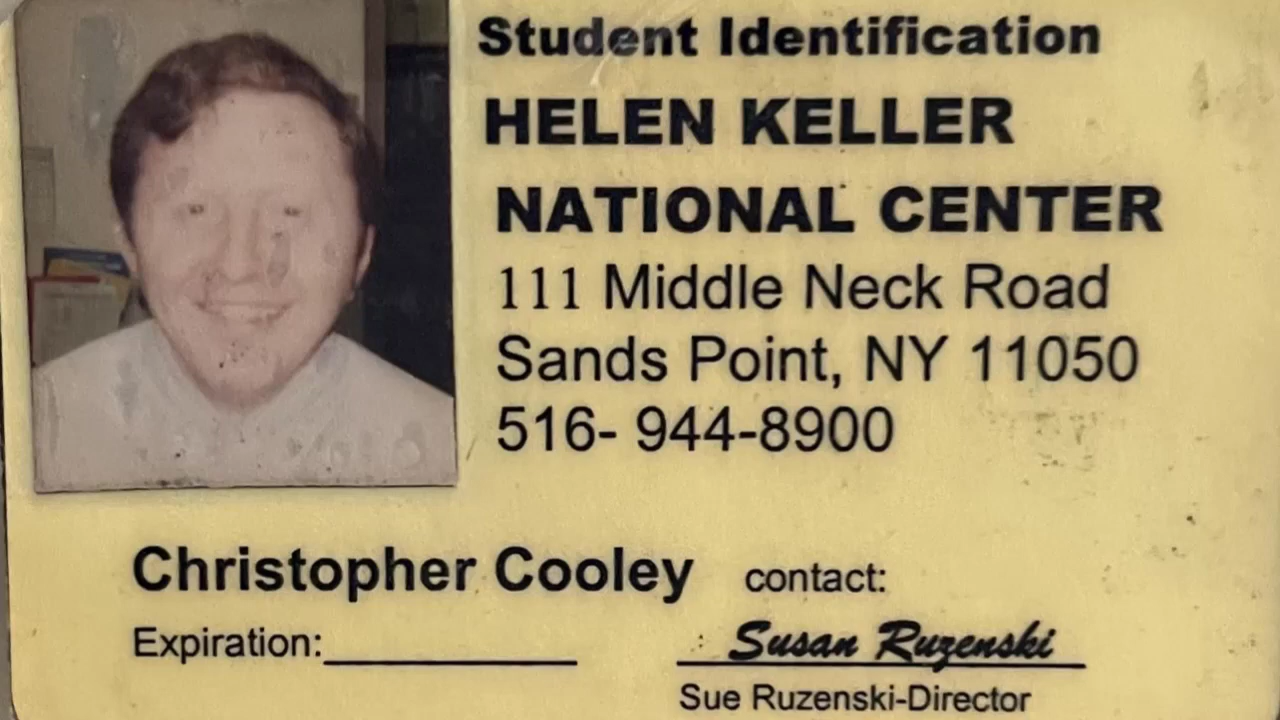 Student Identification
HELEN KELLER
NATIONAL CENTER
111 Middle Neck Road
Sands Point, NY 11050
516- 944-8900
Christopher Cooley contact:
Expiration:
Susan Ruzenski
Sue Ruzenski-Director